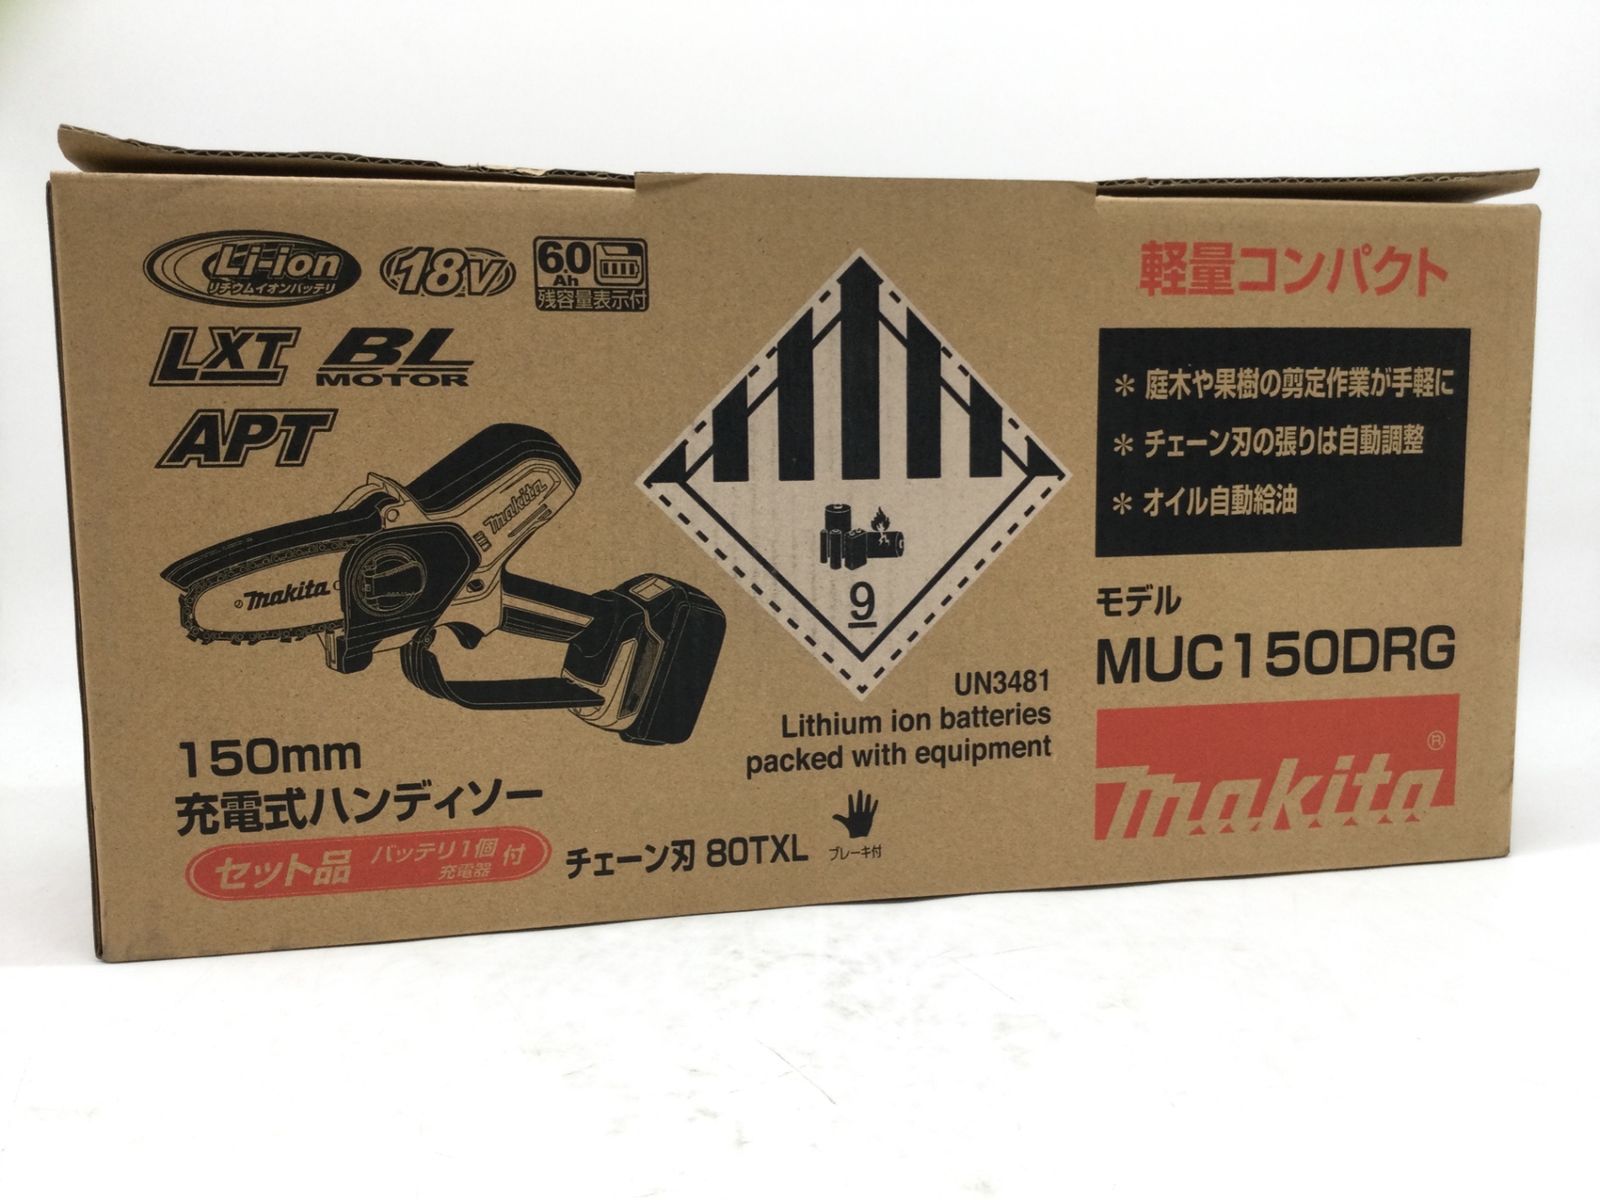 Li-ion
リチウムイオンバッテリ
18V
6.0
Ah
残容量表示付
LXT
BL
MOTOR
APT
makita
makita
150mm
充電式ハンディソー
セット品 バッテリ1個 充電器 付
チェーン刃 80TXL
ブレーキ付
9
UN3481
Lithium ion batteries
packed with equipment
軽量コンパクト
＊ 庭木や果樹の剪定作業が手軽に
＊ チェーン刃の張りは自動調整
＊ オイル自動給油
モデル
MUC150DRG
makita®